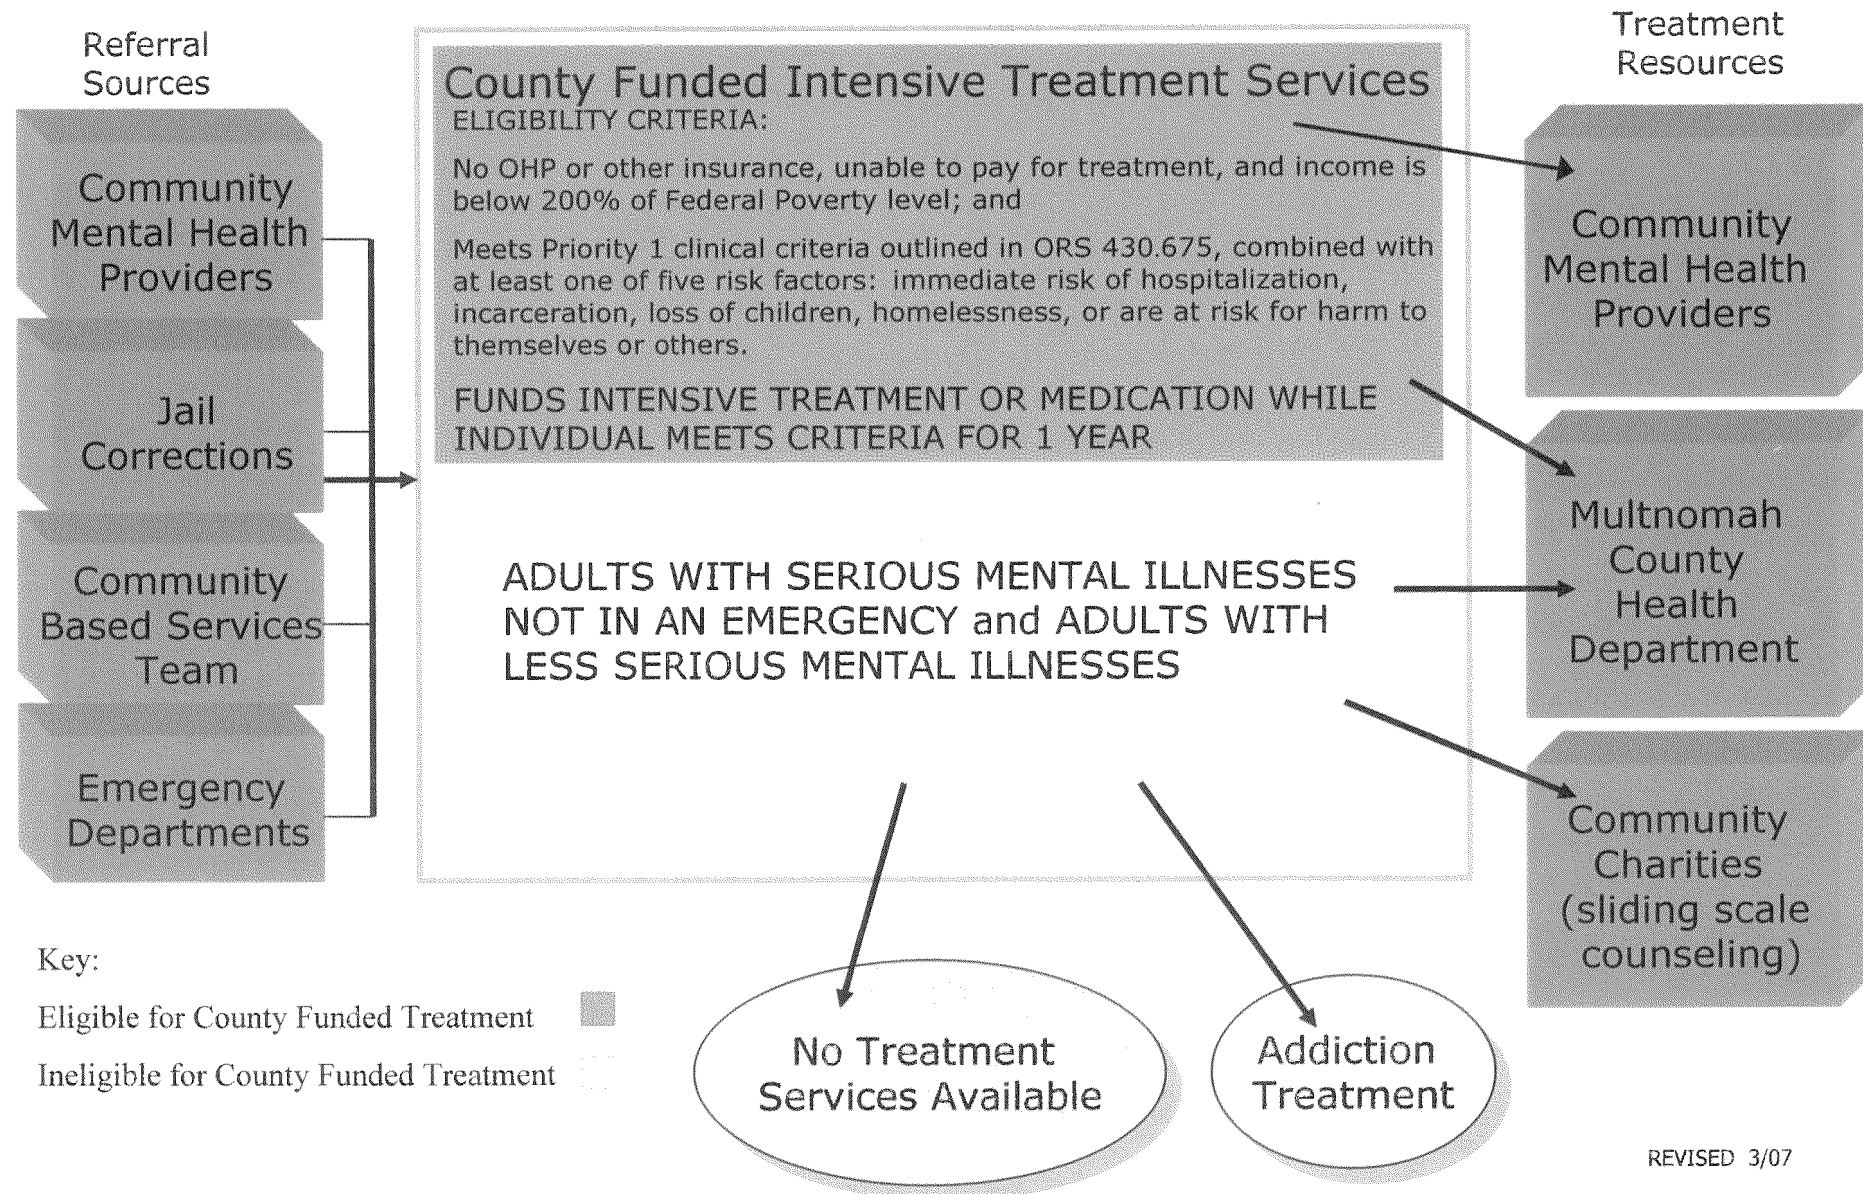 Referral
Sources
Community
Mental Health
Providers
Jail
Corrections
Community
Based Services
Team
Emergency
Departments
County Funded Intensive Treatment Services
ELIGIBILITY CRITERIA:
No OHP or other insurance, unable to pay for treatment, and income is
below 200% of Federal Poverty level; and
Meets Priority 1 clinical criteria outlined in ORS 430.675, combined with
at least one of five risk factors: immediate risk of hospitalization,
incarceration, loss of children, homelessness, or are at risk for harm to
themselves or others.
FUNDS INTENSIVE TREATMENT OR MEDICATION WHILE
INDIVIDUAL MEETS CRITERIA FOR 1 YEAR
ADULTS WITH SERIOUS MENTAL ILLNESSES
NOT IN AN EMERGENCY and ADULTS WITH
LESS SERIOUS MENTAL ILLNESSES
Treatment
Resources
Community
Mental Health
Providers
Multnomah
County
Health
Department
Community
Charities
(sliding scale
counseling)
No Treatment
Services Available
Addiction
Treatment
Key:
Eligible for County Funded Treatment
Ineligible for County Funded Treatment
REVISED 3/07